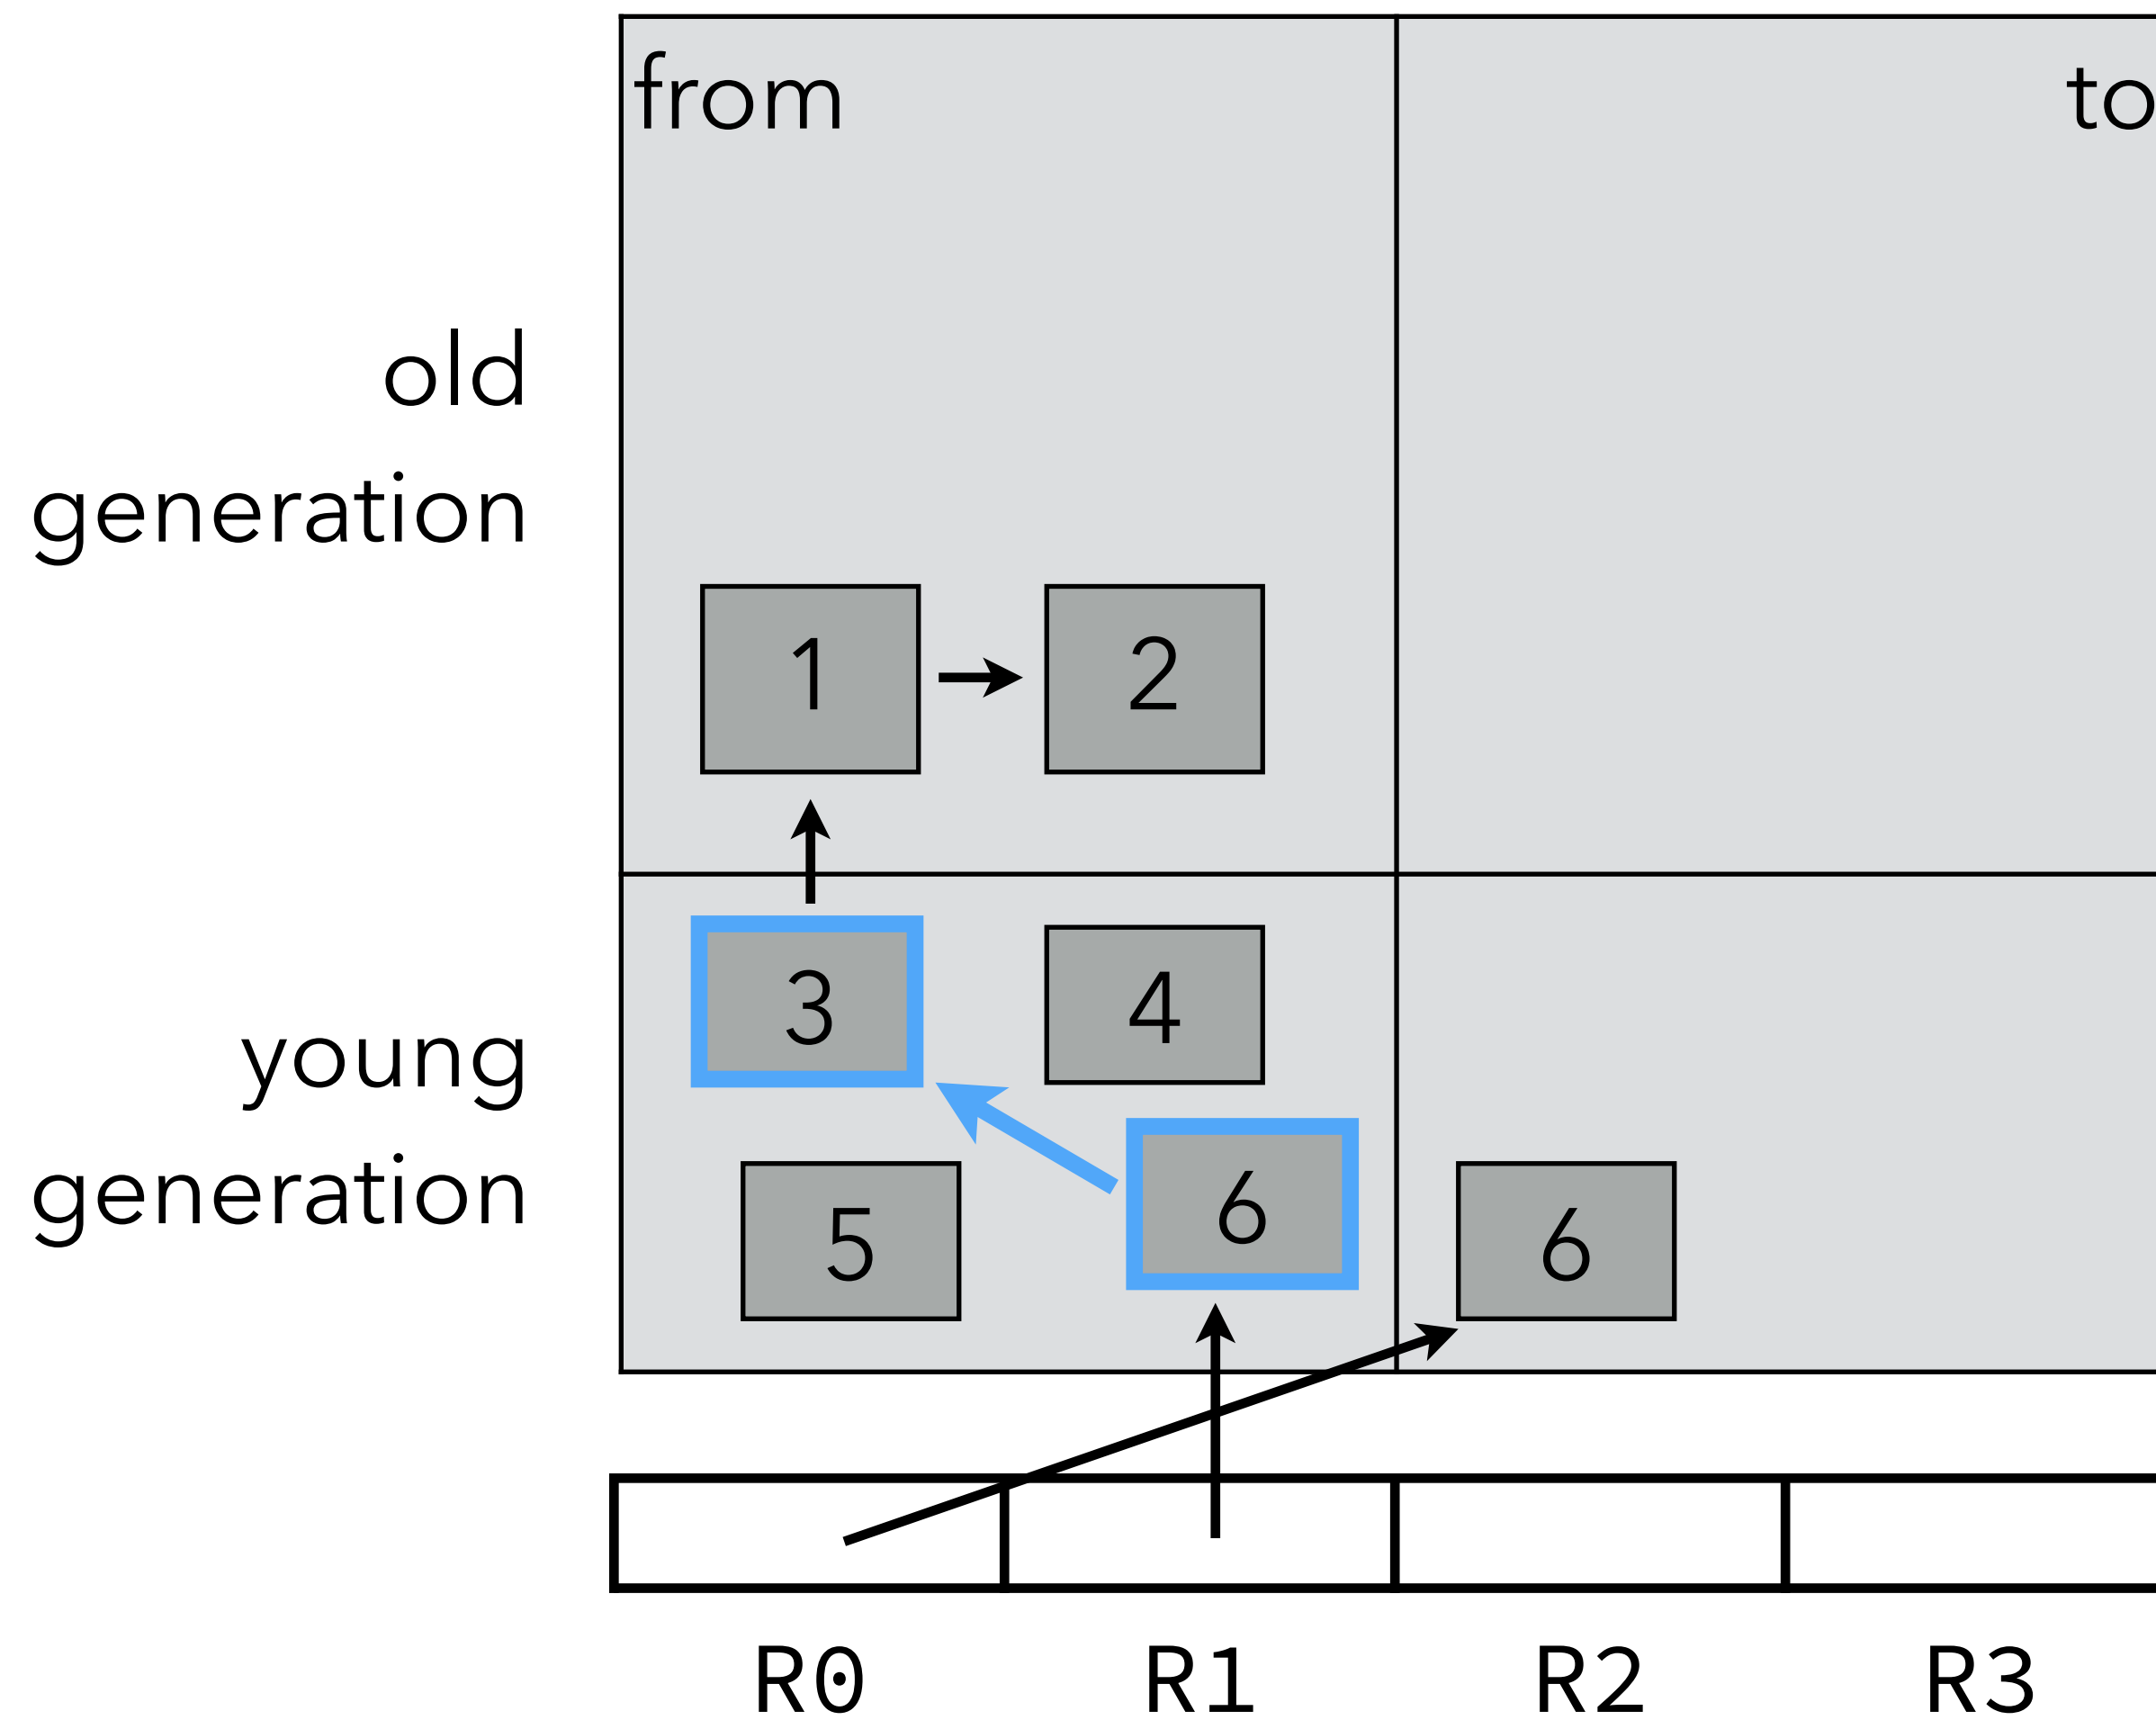 from
to
old
generation
1
2
3
4
young
generation
5
6
6
R0
R1
R2
R3